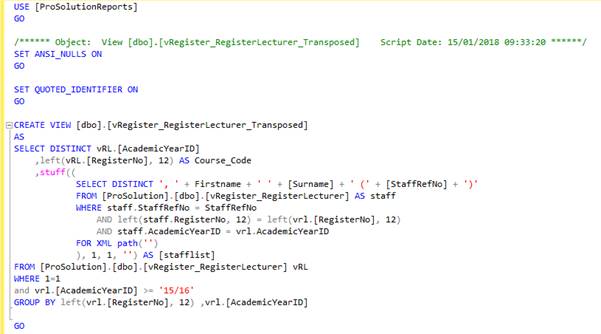 USE [ProSolutionReports]
GO
/****** Object:  View [dbo].[vRegister_RegisterLecturer_Transposed]    Script Date: 15/01/2018 09:33:20 ******/
SET ANSI_NULLS ON
GO
SET QUOTED_IDENTIFIER ON
GO
CREATE VIEW [dbo].[vRegister_RegisterLecturer_Transposed]
AS
SELECT DISTINCT vRL.[AcademicYearID]
,left(vRL.[RegisterNo], 12) AS Course_Code
,stuff((
SELECT DISTINCT ', ' + Firstname + ' ' + [Surname] + ' (' + [StaffRefNo] + ')'
FROM [ProSolution].[dbo].[vRegister_RegisterLecturer] AS staff
WHERE staff.StaffRefNo = StaffRefNo
AND left(staff.RegisterNo, 12) = left(vrl.[RegisterNo], 12)
AND staff.AcademicYearID = vrl.AcademicYearID
FOR XML path('')
), 1, 1, '') AS [stafflist]
FROM [ProSolution].[dbo].[vRegister_RegisterLecturer] vRL
WHERE 1=1
and vrl.[AcademicYearID] >= '15/16'
GROUP BY left(vrl.[RegisterNo], 12) ,vrl.[AcademicYearID]
GO